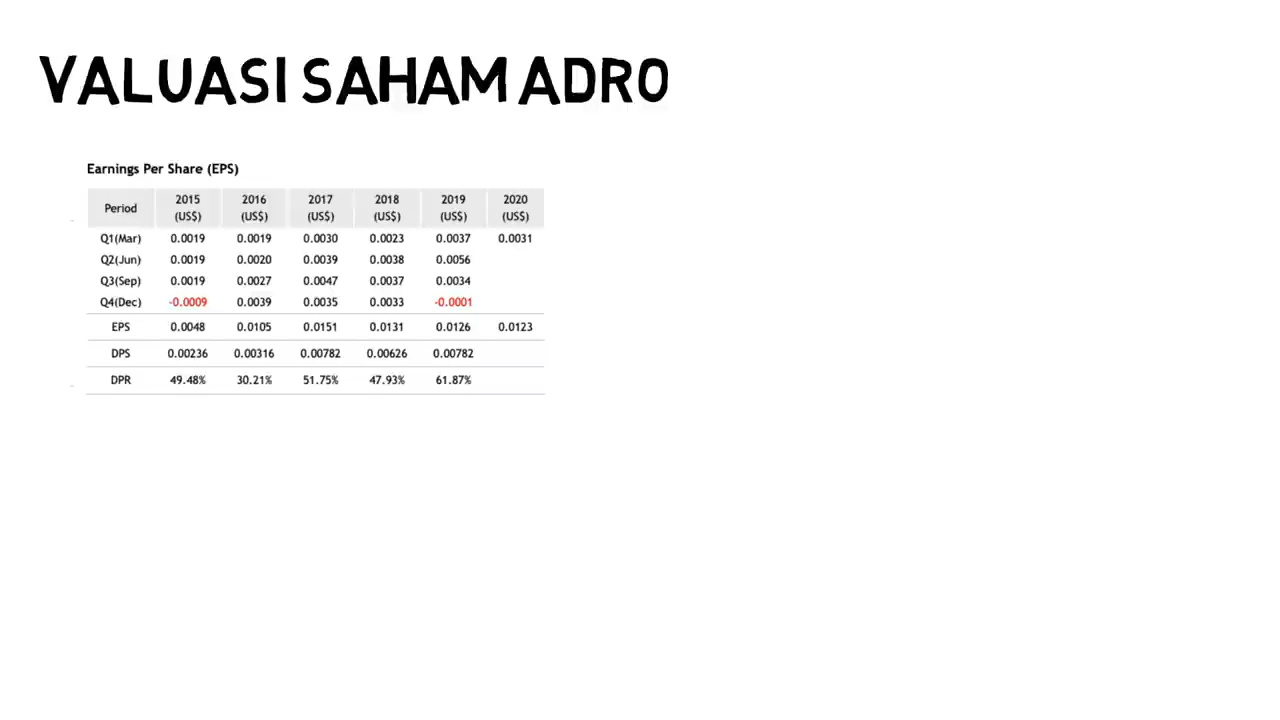 VALUASI SAHAM ADRO
Earnings Per Share (EPS)
Period 2015 (US$) 2016 (US$) 2017 (US$) 2018 (US$) 2019 (US$) 2020 (US$)
Q1(Mar) 0.0019 0.0019 0.0030 0.0023 0.0037 0.0031
Q2(Jun) 0.0019 0.0020 0.0039 0.0038 0.0056
Q3(Sep) 0.0019 0.0027 0.0047 0.0037 0.0034
Q4(Dec) -0.0009 0.0039 0.0035 0.0033 -0.0001
EPS 0.0048 0.0105 0.0151 0.0131 0.0126 0.0123
DPS 0.00236 0.00316 0.00782 0.00626 0.00782
DPR 49.48% 30.21% 51.75% 47.93% 61.87%